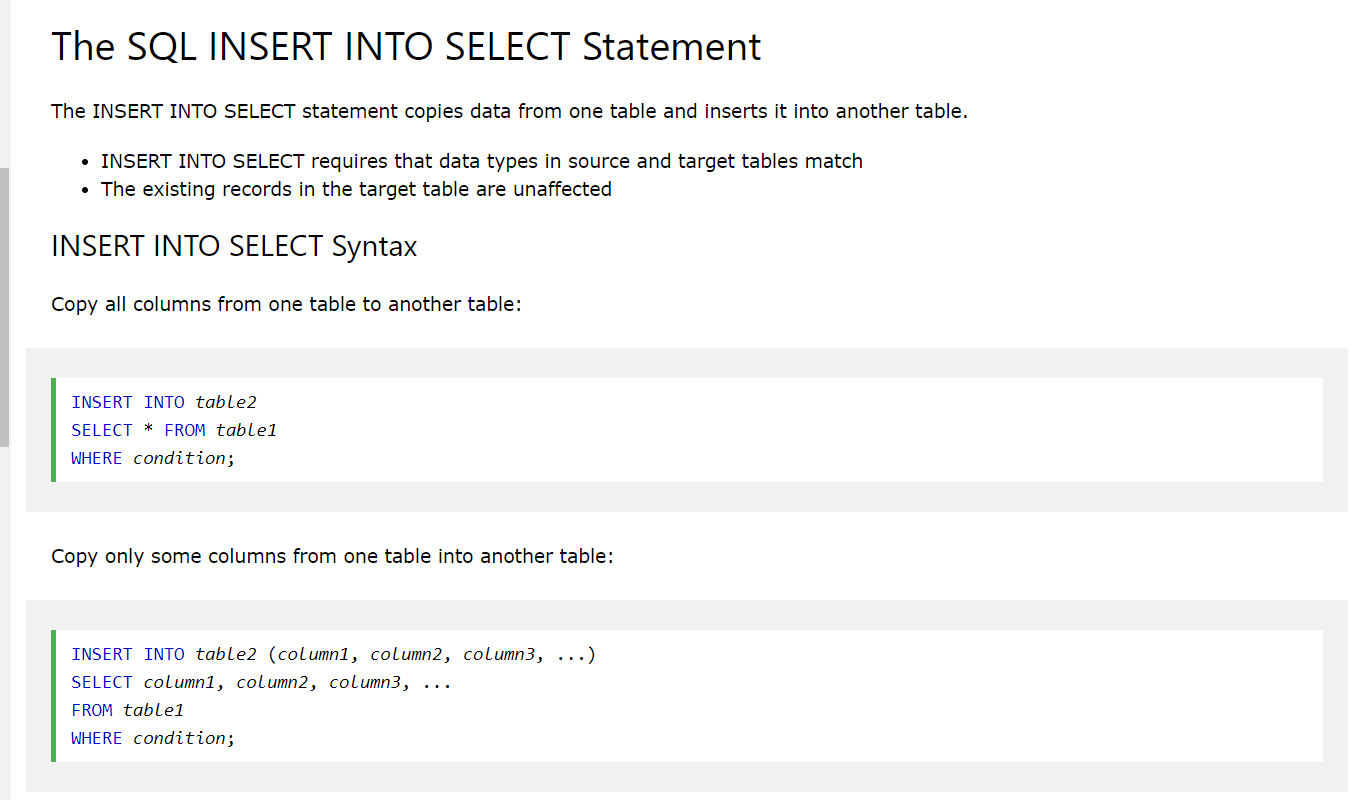 The SQL INSERT INTO SELECT Statement
The INSERT INTO SELECT statement copies data from one table and inserts it into another table.
• INSERT INTO SELECT requires that data types in source and target tables match
• The existing records in the target table are unaffected
INSERT INTO SELECT Syntax
Copy all columns from one table to another table:
INSERT INTO table2
SELECT * FROM table1
WHERE condition;
Copy only some columns from one table into another table:
INSERT INTO table2 (column1, column2, column3, ...)
SELECT column1, column2, column3, ...
FROM table1
WHERE condition;